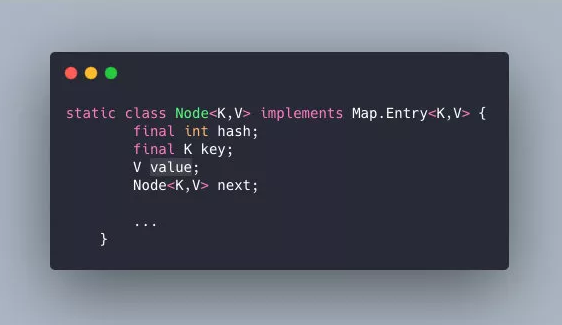 static class Node<K,V> implements Map.Entry<K,V> {
        final int hash;
        final K key;
        V value;
        Node<K,V> next;
        ...
    }